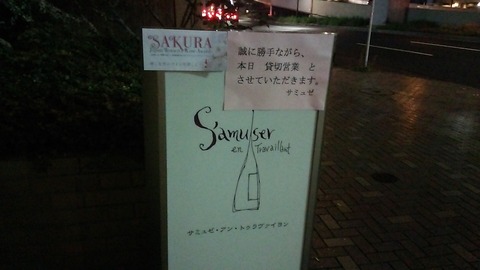 SAKURA
誠に勝手ながら、
本日 貸切営業 と
させていただきます。
サミュゼ
S'amuser
en Travaillant
サミュゼ・アン・トゥラヴァイヨン